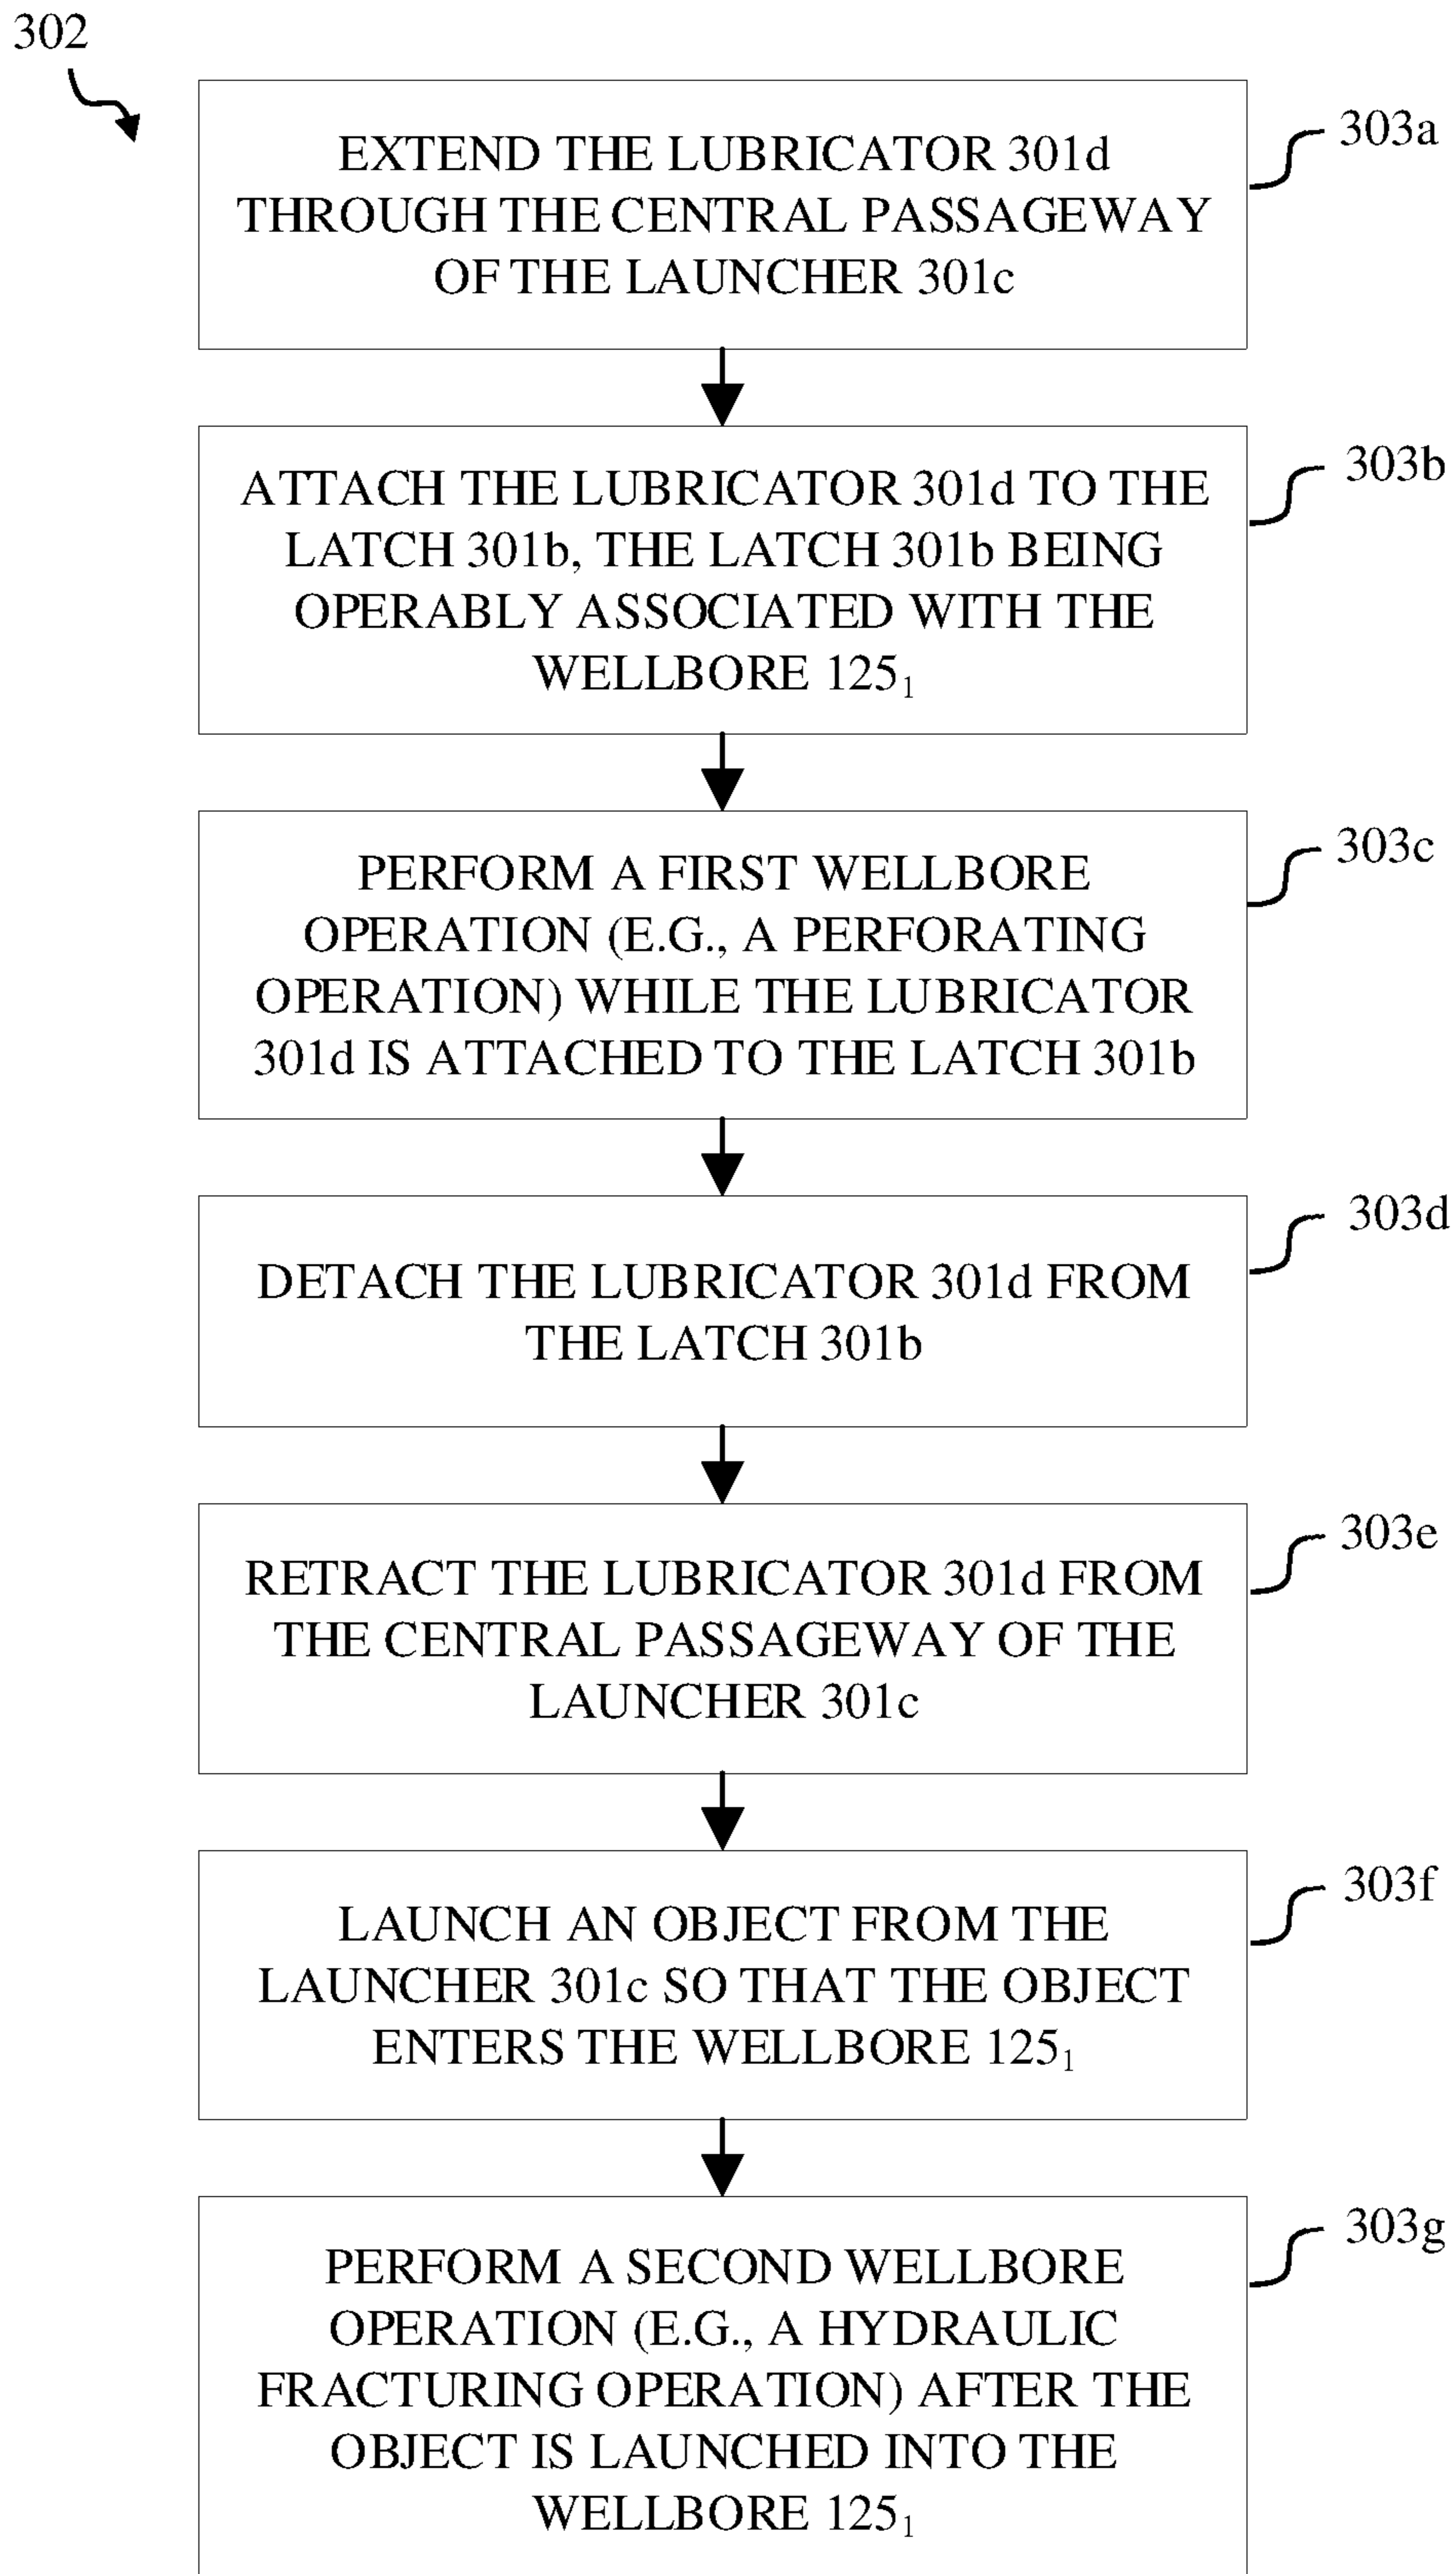 302
303a
EXTEND THE LUBRICATOR 301d
THROUGH THE CENTRAL PASSAGEWAY
OF THE LAUNCHER 301c
303b
ATTACH THE LUBRICATOR 301d TO THE
LATCH 301b, THE LATCH 301b BEING
OPERABLY ASSOCIATED WITH THE
WELLBORE 125₁
303c
PERFORM A FIRST WELLBORE
OPERATION (E.G., A PERFORATING
OPERATION) WHILE THE LUBRICATOR
301d IS ATTACHED TO THE LATCH 301b
303d
DETACH THE LUBRICATOR 301d FROM
THE LATCH 301b
303e
RETRACT THE LUBRICATOR 301d FROM
THE CENTRAL PASSAGEWAY OF THE
LAUNCHER 301c
303f
LAUNCH AN OBJECT FROM THE
LAUNCHER 301c SO THAT THE OBJECT
ENTERS THE WELLBORE 125₁
303g
PERFORM A SECOND WELLBORE
OPERATION (E.G., A HYDRAULIC
FRACTURING OPERATION) AFTER THE
OBJECT IS LAUNCHED INTO THE
WELLBORE 125₁